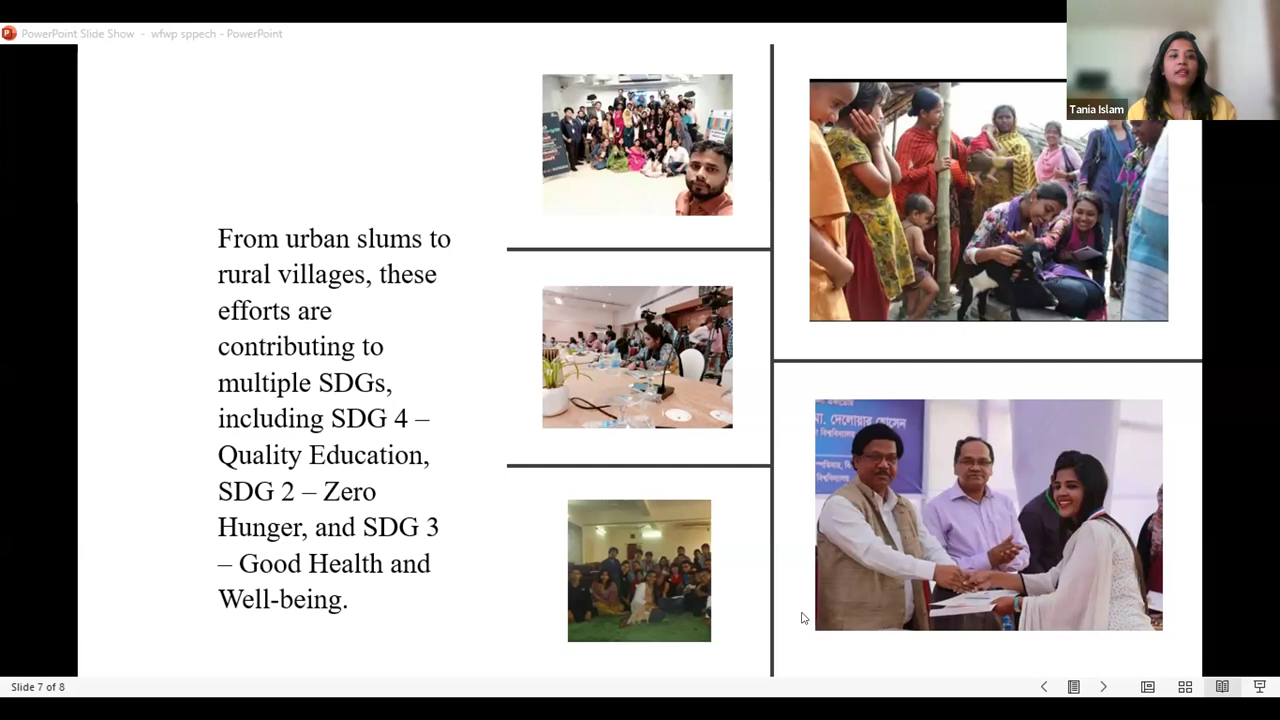 PowerPoint Slide Show - wfwp sppech - PowerPoint
Tania Islam
From urban slums to
rural villages, these
efforts are
contributing to
multiple SDGs,
including SDG 4 –
Quality Education,
SDG 2 – Zero
Hunger, and SDG 3
– Good Health and
Well-being.
মো. দেলোয়ার হোসেন
বিশ্ববিদ্যালয়
Slide 7 of 8